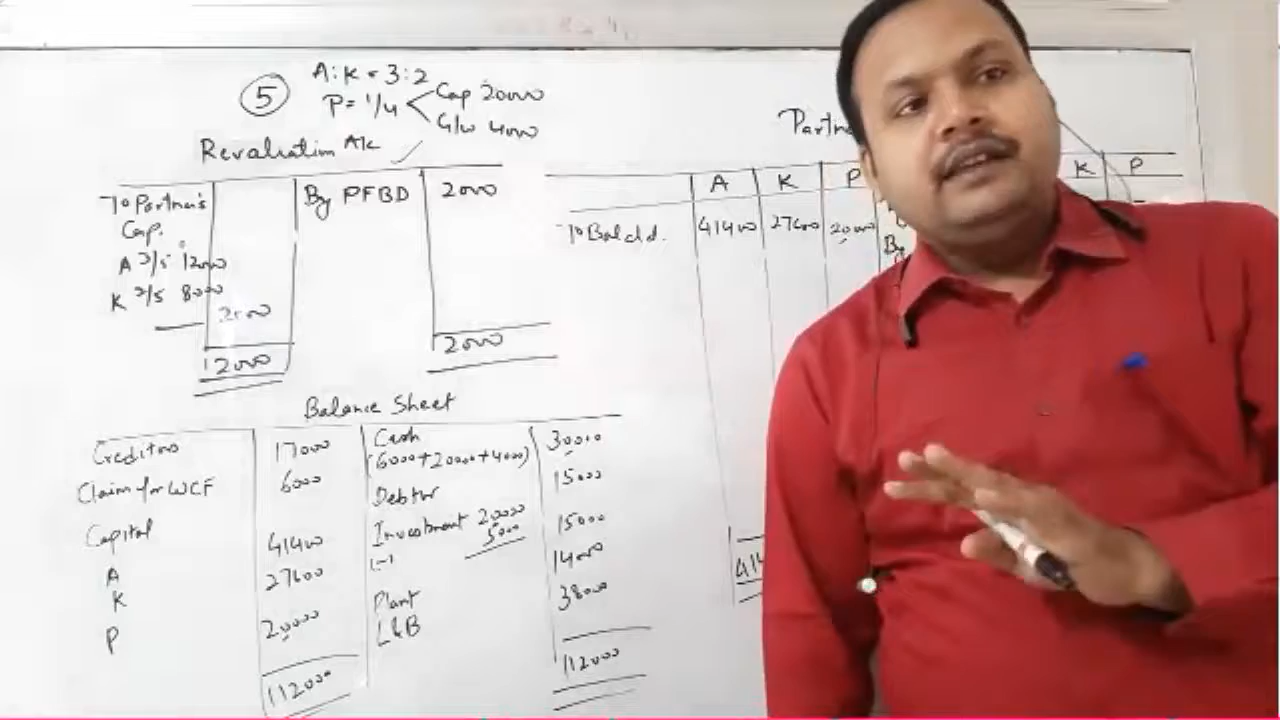 5
A:K = 3:2
P = 1/4 Cap 20000
G/W 4000
Revaluation A/c
To Partner's
Cap.
A 3/5 1200
K 2/5 800
2000
2000
By PFBD 2000
2000
Partne
A K P K P
To Bal c/d. 41400 27600 20000 By
414
Balance Sheet
Creditors 17000
Claim for WCF 6000
Capital
A 41400
K 27600
P 20000
112000
Cash
(6000+20000+4000) 30000
Debtor 15000
Investment 20000
(-) 5000 15000
Plant 14000
L&B 38000
112000